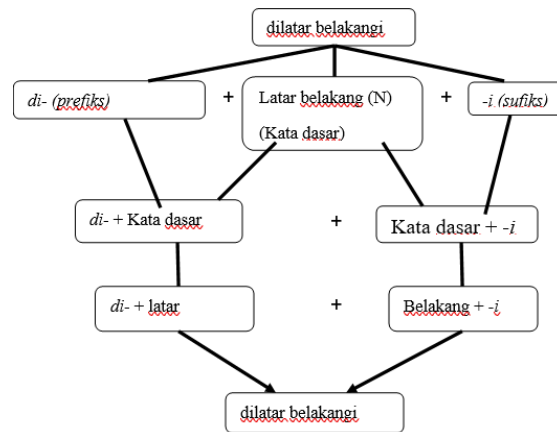 dilatar belakangi
di- (prefiks) + Latar belakang (N) + -i (sufiks)
(Kata dasar)
di- + Kata dasar + Kata dasar + -i
di- + latar + Belakang + -i
dilatar belakangi